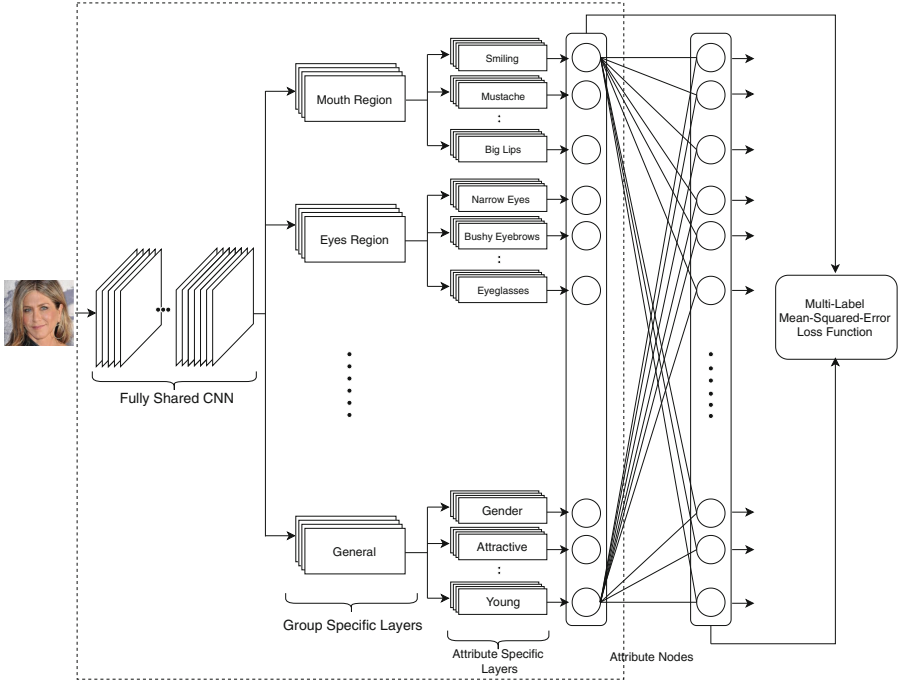 Smiling
Mouth Region
Mustache
Big Lips
Narrow Eyes
Eyes Region
Bushy Eyebrows
Eyeglasses
Multi-Label
Mean-Squared-Error
Loss Function
Fully Shared CNN
Gender
General
Attractive
Young
Group Specific Layers
Attribute Specific
Layers
Attribute Nodes